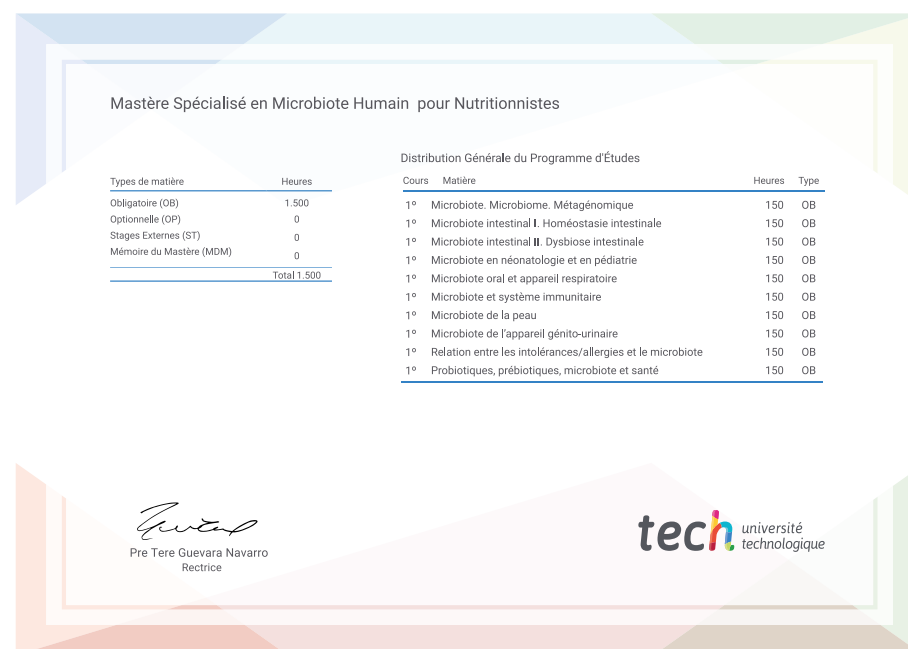 Mastère Spécialisé en Microbiote Humain pour Nutritionnistes
Types de matière Heures
Obligatoire (OB) 1.500
Optionnelle (OP) 0
Stages Externes (ST) 0
Mémoire du Mastère (MDM) 0
Total 1.500
Distribution Générale du Programme d'Études
Cours Matière Heures Type
1º Microbiote. Microbiome. Métagénomique 150 OB
1º Microbiote intestinal I. Homéostasie intestinale 150 OB
1º Microbiote intestinal II. Dysbiose intestinale 150 OB
1º Microbiote en néonatologie et en pédiatrie 150 OB
1º Microbiote oral et appareil respiratoire 150 OB
1º Microbiote et système immunitaire 150 OB
1º Microbiote de la peau 150 OB
1º Microbiote de l'appareil génito-urinaire 150 OB
1º Relation entre les intolérances/allergies et le microbiote 150 OB
1º Probiotiques, prébiotiques, microbiote et santé 150 OB
Pre Tere Guevara Navarro
Rectrice
tech université
technologique